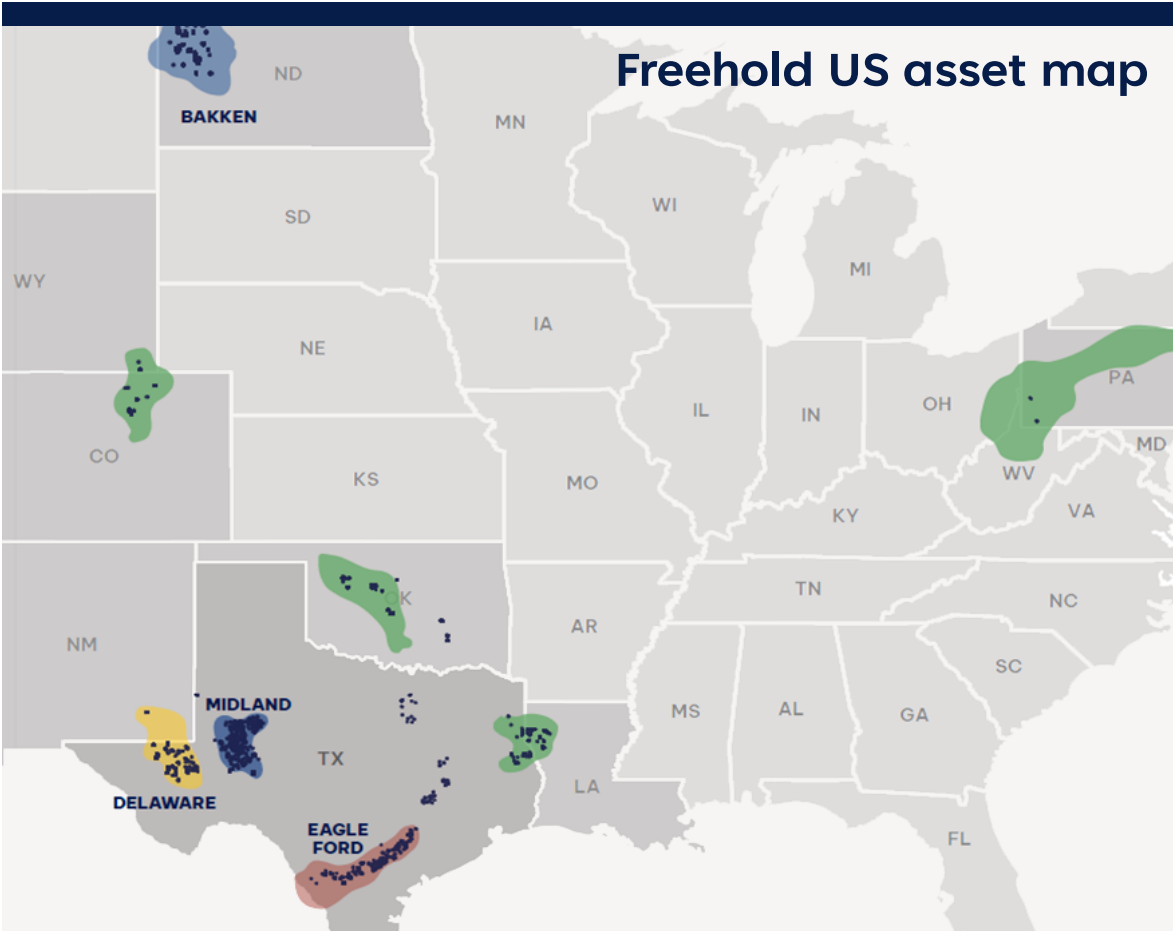 Freehold US asset map
ND
BAKKEN
MN
WI
SD
MI
WY
IA
NE
PA
OH
IL
IN
MD
CO
WV
KS
MO
VA
KY
TN
OK
NC
AR
NM
SC
MIDLAND
MS
AL
GA
TX
LA
DELAWARE
EAGLE
FORD
FL